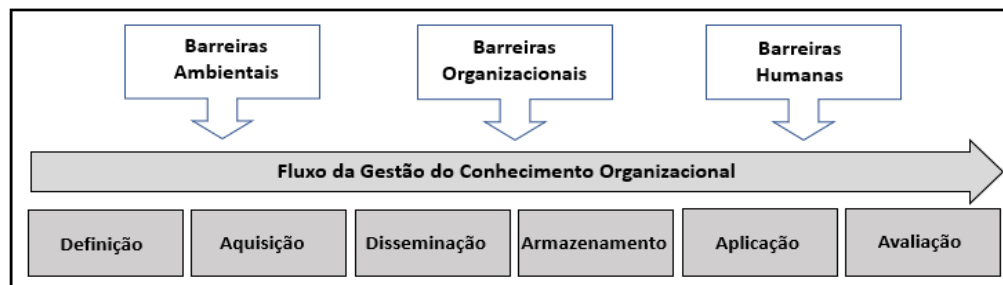 Barreiras
Ambientais
Barreiras
Organizacionais
Barreiras
Humanas
Fluxo da Gestão do Conhecimento Organizacional
Definição
Aquisição
Disseminação
Armazenamento
Aplicação
Avaliação